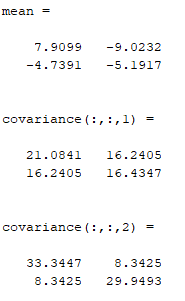 mean =
7.9099 -9.0232
-4.7391 -5.1917
covariance(:,:,1) =
21.0841 16.2405
16.2405 16.4347
covariance(:,:,2) =
33.3447 8.3425
8.3425 29.9493